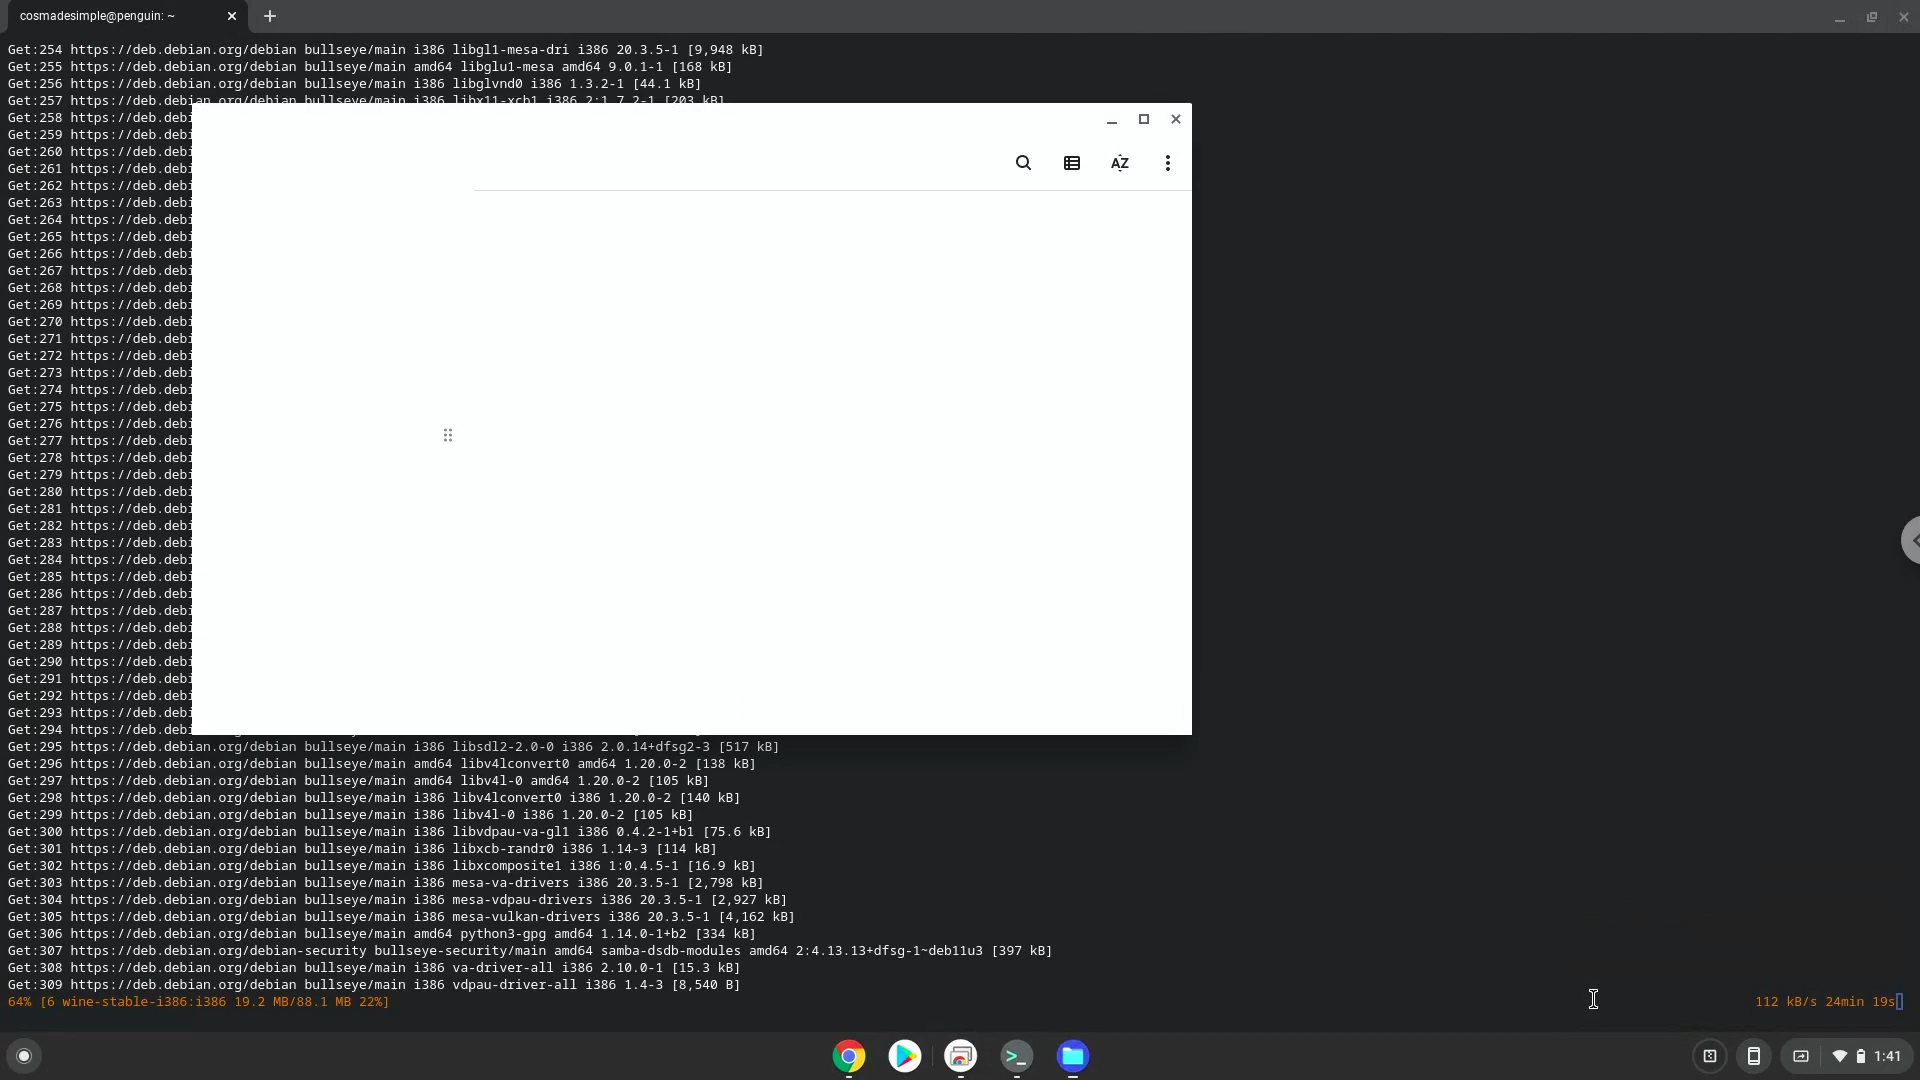 cosmadesimple@penguin: ~
Get:254 https://deb.debian.org/debian bullseye/main i386 libgl1-mesa-dri i386 20.3.5-1 [9,948 kB]
Get:255 https://deb.debian.org/debian bullseye/main amd64 libglu1-mesa amd64 9.0.1-1 [168 kB]
Get:256 https://deb.debian.org/debian bullseye/main i386 libglvnd0 i386 1.3.2-1 [44.1 kB]
Get:257 https://deb.debian.org/debian bullseye/main i386 libx11-xcb1 i386 2:1.7.2-1 [203 kB]
Get:258 https://deb.debi
Get:259 https://deb.debi
Get:260 https://deb.debi
Get:261 https://deb.debi
Get:262 https://deb.debi
Get:263 https://deb.debi
Get:264 https://deb.debi
Get:265 https://deb.debi
Get:266 https://deb.debi
Get:267 https://deb.debi
Get:268 https://deb.debi
Get:269 https://deb.debi
Get:270 https://deb.debi
Get:271 https://deb.debi
Get:272 https://deb.debi
Get:273 https://deb.debi
Get:274 https://deb.debi
Get:275 https://deb.debi
Get:276 https://deb.debi
Get:277 https://deb.debi
Get:278 https://deb.debi
Get:279 https://deb.debi
Get:280 https://deb.debi
Get:281 https://deb.debi
Get:282 https://deb.debi
Get:283 https://deb.debi
Get:284 https://deb.debi
Get:285 https://deb.debi
Get:286 https://deb.debi
Get:287 https://deb.debi
Get:288 https://deb.debi
Get:289 https://deb.debi
Get:290 https://deb.debi
Get:291 https://deb.debi
Get:292 https://deb.debi
Get:293 https://deb.debi
Get:294 https://deb.debi
Get:295 https://deb.debian.org/debian bullseye/main i386 libsdl2-2.0-0 i386 2.0.14+dfsg2-3 [517 kB]
Get:296 https://deb.debian.org/debian bullseye/main amd64 libv4lconvert0 amd64 1.20.0-2 [138 kB]
Get:297 https://deb.debian.org/debian bullseye/main amd64 libv4l-0 amd64 1.20.0-2 [105 kB]
Get:298 https://deb.debian.org/debian bullseye/main i386 libv4lconvert0 i386 1.20.0-2 [140 kB]
Get:299 https://deb.debian.org/debian bullseye/main i386 libv4l-0 i386 1.20.0-2 [105 kB]
Get:300 https://deb.debian.org/debian bullseye/main i386 libvdpau-va-gl1 i386 0.4.2-1+b1 [75.6 kB]
Get:301 https://deb.debian.org/debian bullseye/main i386 libxcb-randr0 i386 1.14-3 [114 kB]
Get:302 https://deb.debian.org/debian bullseye/main i386 libxcomposite1 i386 1:0.4.5-1 [16.9 kB]
Get:303 https://deb.debian.org/debian bullseye/main i386 mesa-va-drivers i386 20.3.5-1 [2,798 kB]
Get:304 https://deb.debian.org/debian bullseye/main i386 mesa-vdpau-drivers i386 20.3.5-1 [2,927 kB]
Get:305 https://deb.debian.org/debian bullseye/main i386 mesa-vulkan-drivers i386 20.3.5-1 [4,162 kB]
Get:306 https://deb.debian.org/debian bullseye/main amd64 python3-gpg amd64 1.14.0-1+b2 [334 kB]
Get:307 https://deb.debian.org/debian-security bullseye-security/main amd64 samba-dsdb-modules amd64 2:4.13.13+dfsg-1~deb11u3 [397 kB]
Get:308 https://deb.debian.org/debian bullseye/main i386 va-driver-all i386 2.10.0-1 [15.3 kB]
Get:309 https://deb.debian.org/debian bullseye/main i386 vdpau-driver-all i386 1.4-3 [8,540 B]
64% [6 wine-stable-i386:i386 19.2 MB/88.1 MB 22%] 112 kB/s 24min 19s
AZ
1:41